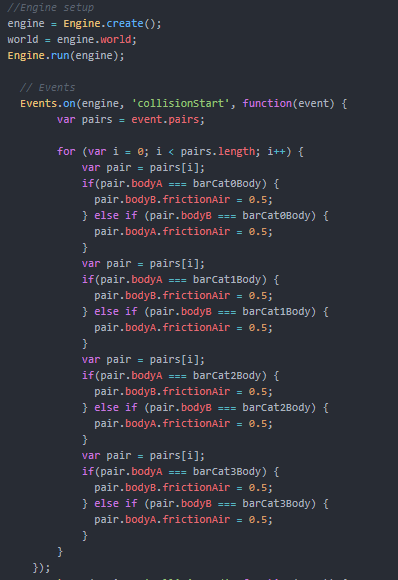 //Engine setup
engine = Engine.create();
world = engine.world;
Engine.run(engine);
// Events
Events.on(engine, 'collisionStart', function(event) {
var pairs = event.pairs;
for (var i = 0; i < pairs.length; i++) {
var pair = pairs[i];
if(pair.bodyA === barCat0Body) {
pair.bodyB.frictionAir = 0.5;
} else if (pair.bodyB === barCat0Body) {
pair.bodyA.frictionAir = 0.5;
}
var pair = pairs[i];
if(pair.bodyA === barCat1Body) {
pair.bodyB.frictionAir = 0.5;
} else if (pair.bodyB === barCat1Body) {
pair.bodyA.frictionAir = 0.5;
}
var pair = pairs[i];
if(pair.bodyA === barCat2Body) {
pair.bodyB.frictionAir = 0.5;
} else if (pair.bodyB === barCat2Body) {
pair.bodyA.frictionAir = 0.5;
}
var pair = pairs[i];
if(pair.bodyA === barCat3Body) {
pair.bodyB.frictionAir = 0.5;
} else if (pair.bodyB === barCat3Body) {
pair.bodyA.frictionAir = 0.5;
}
}
});